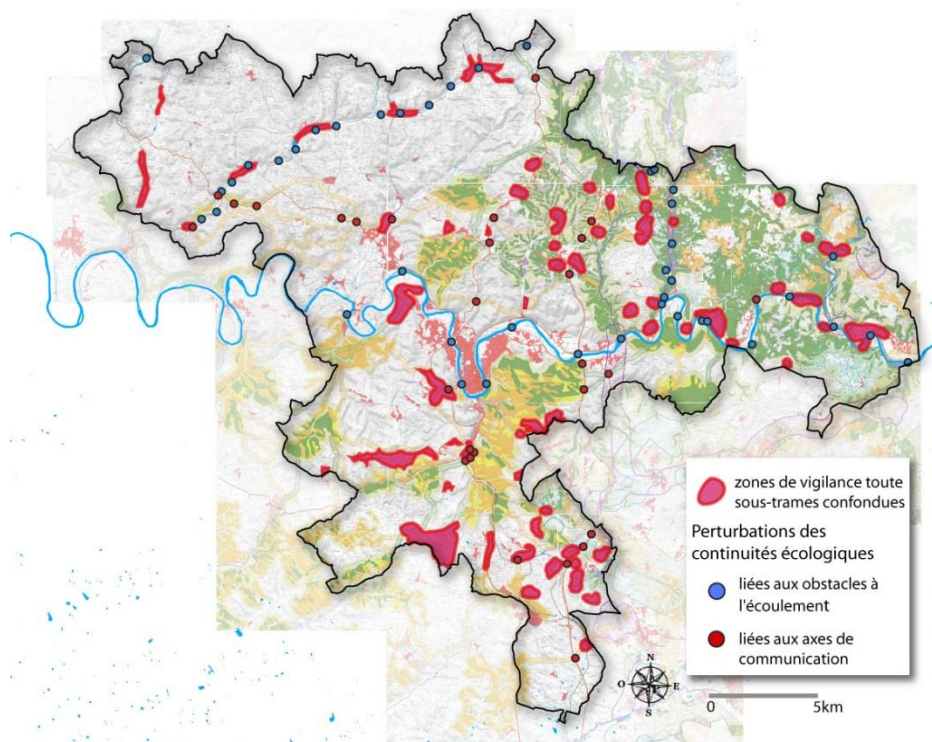 zones de vigilance toute
sous-trames confondues
Perturbations des
continuités écologiques
liées aux obstacles à
l'écoulement
liées aux axes de
communication
N
O
E
S
0
5km